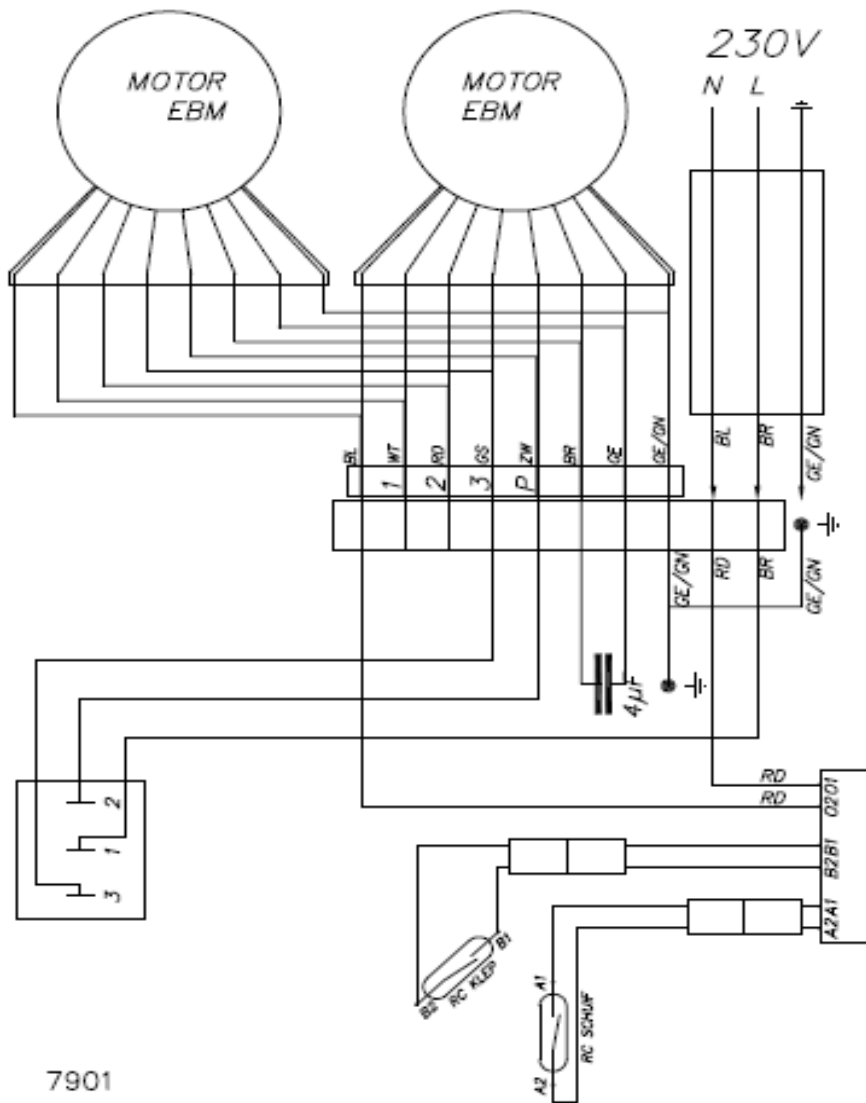 MOTOR
EBM
MOTOR
EBM
230V
N L
BL
WT
RD
GS
ZW
BR
GE
GE/GN
BL
BR
GE/GN
1
2
3
P
GE/GN
RD
BR
GE/GN
4µF
2
1
3
RD
RD
O2O1
B2B1
A2A1
B1
B2
RC KLEP
A1
A2
RC SCHUIF
7901